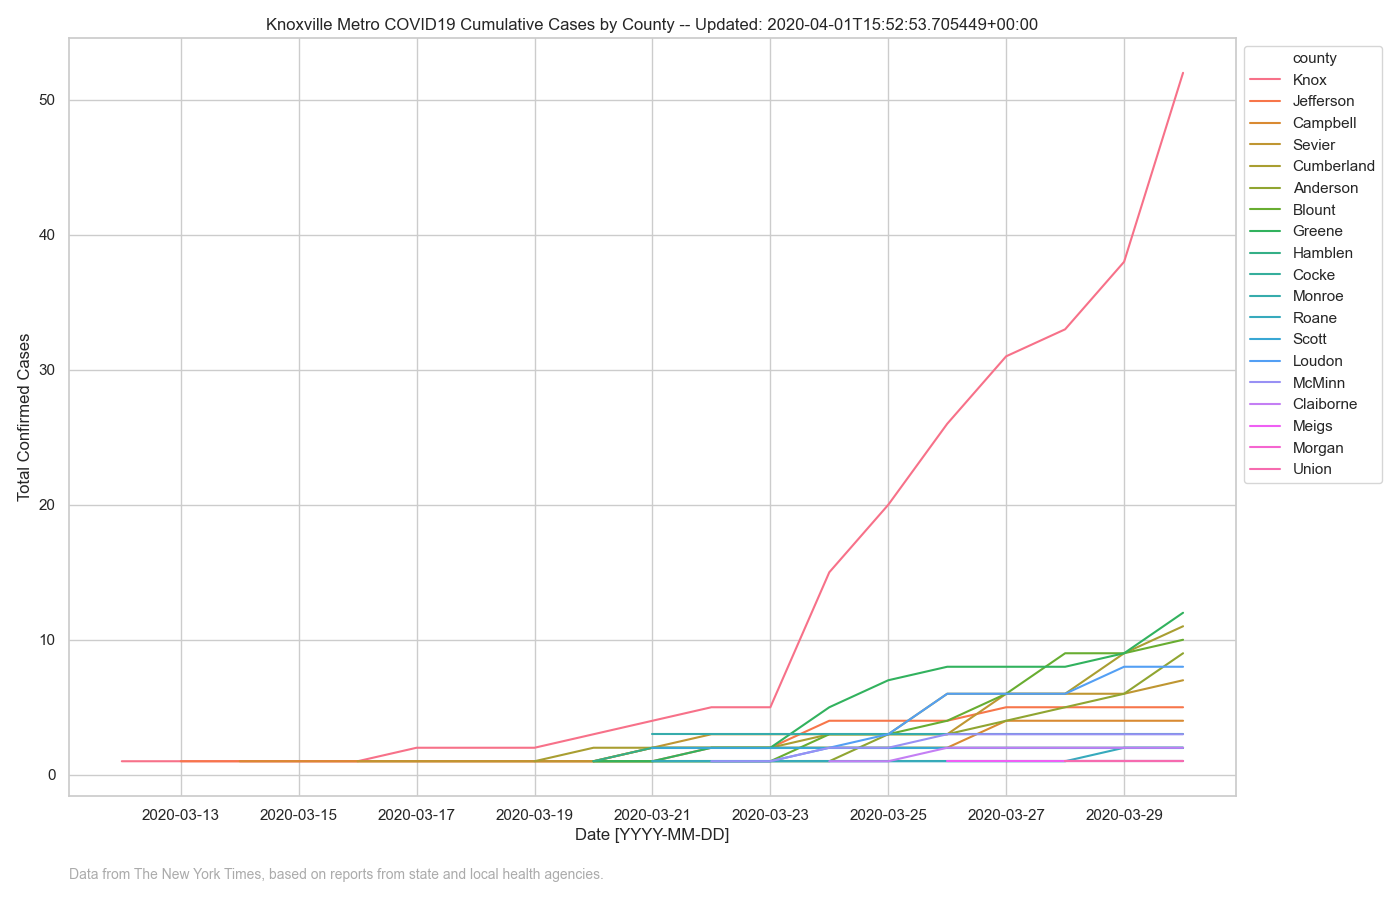 Knoxville Metro COVID19 Cumulative Cases by County -- Updated: 2020-04-01T15:52:53.705449+00:00
county
Knox
Jefferson
Campbell
Sevier
Cumberland
Anderson
Blount
Greene
Hamblen
Cocke
Monroe
Roane
Scott
Loudon
McMinn
Claiborne
Meigs
Morgan
Union
Total Confirmed Cases
50
40
30
20
10
0
2020-03-13 2020-03-15 2020-03-17 2020-03-19 2020-03-21 2020-03-23 2020-03-25 2020-03-27 2020-03-29
Date [YYYY-MM-DD]
Data from The New York Times, based on reports from state and local health agencies.